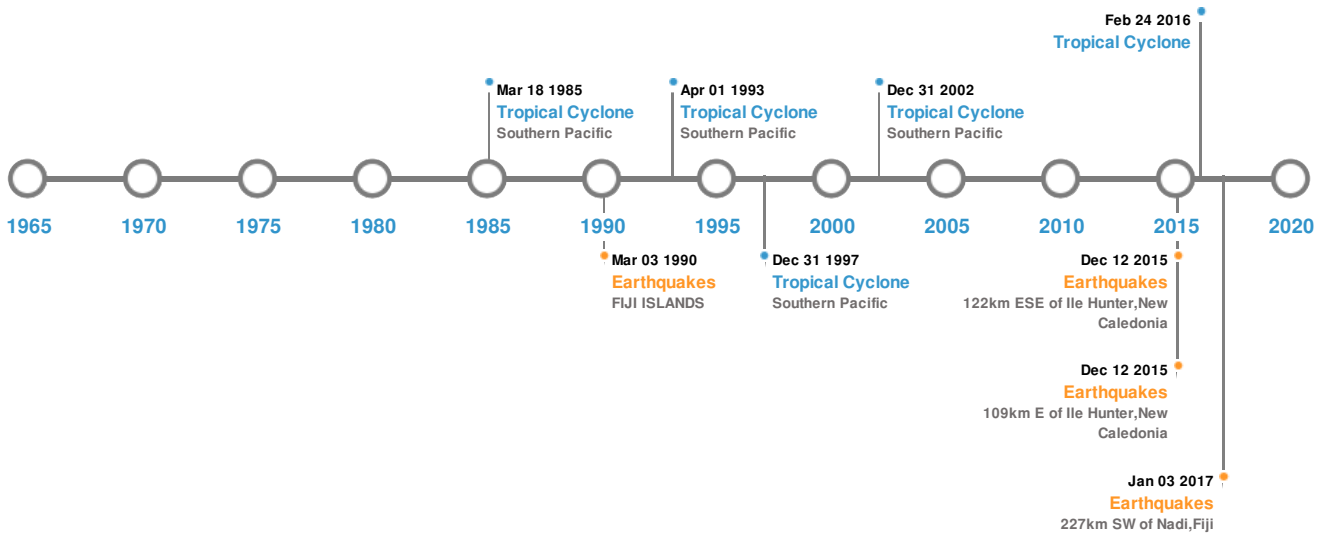 Feb 24 2016
Tropical Cyclone
Mar 18 1985
Tropical Cyclone
Southern Pacific
Apr 01 1993
Tropical Cyclone
Southern Pacific
Dec 31 2002
Tropical Cyclone
Southern Pacific
1965 1970 1975 1980 1985 1990 1995 2000 2005 2010 2015 2020
Mar 03 1990
Earthquakes
FIJI ISLANDS
Dec 31 1997
Tropical Cyclone
Southern Pacific
Dec 12 2015
Earthquakes
122km ESE of Ile Hunter,New
Caledonia
Dec 12 2015
Earthquakes
109km E of Ile Hunter,New
Caledonia
Jan 03 2017
Earthquakes
227km SW of Nadi,Fiji